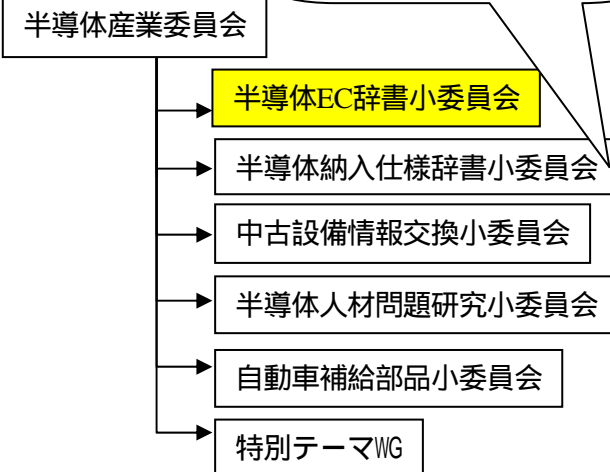 半導体産業委員会
半導体EC辞書小委員会
半導体納入仕様辞書小委員会
中古設備情報交換小委員会
半導体人材問題研究小委員会
自動車補給部品小委員会
特別テーマWG